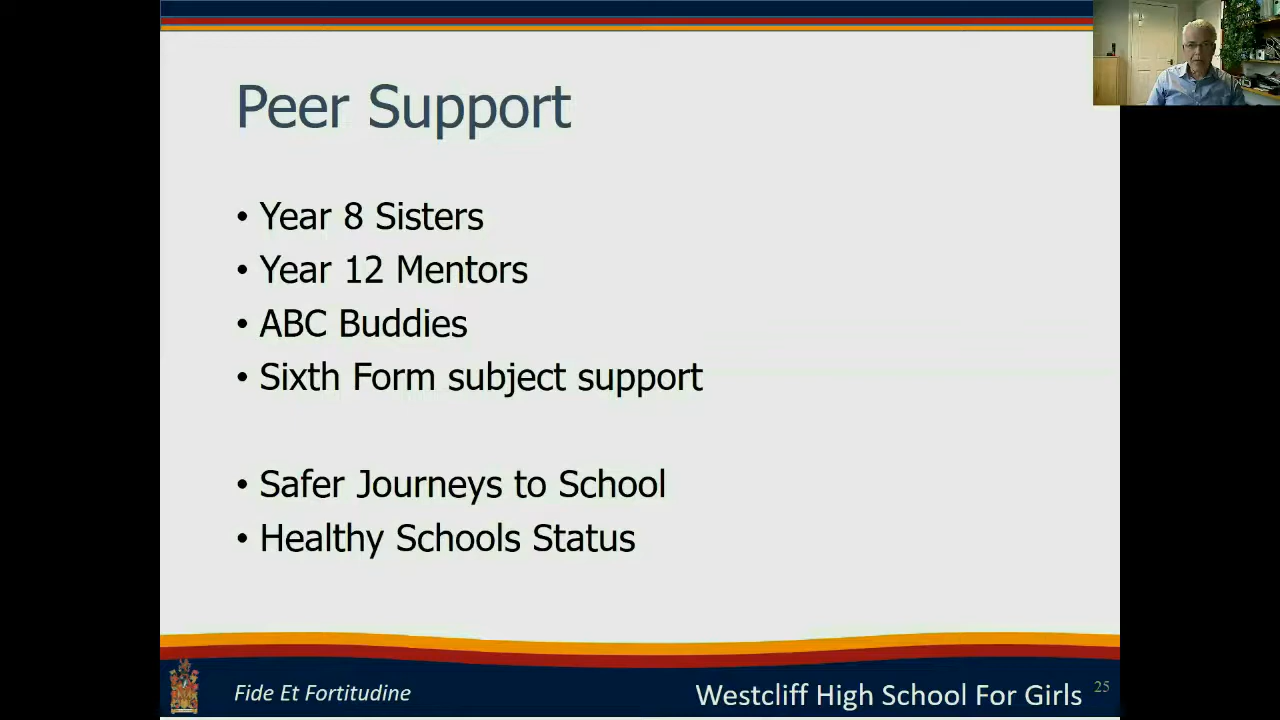 Peer Support
• Year 8 Sisters
• Year 12 Mentors
• ABC Buddies
• Sixth Form subject support
• Safer Journeys to School
• Healthy Schools Status
Fide Et Fortitudine
Westcliff High School For Girls
25